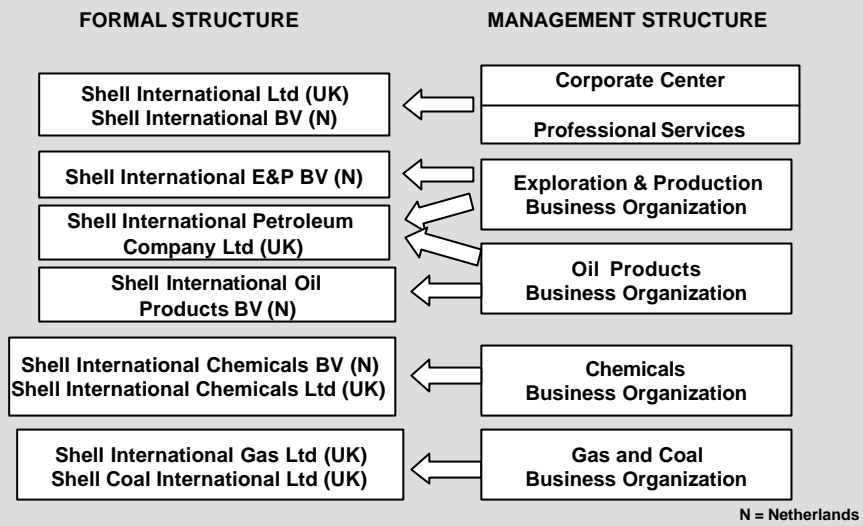 FORMAL STRUCTURE
MANAGEMENT STRUCTURE
Shell International Ltd (UK)
Shell International BV (N)
Corporate Center
Professional Services
Shell International E&P BV (N)
Exploration & Production
Business Organization
Shell International Petroleum
Company Ltd (UK)
Oil Products
Business Organization
Shell International Oil
Products BV (N)
Shell International Chemicals BV (N)
Shell International Chemicals Ltd (UK)
Chemicals
Business Organization
Shell International Gas Ltd (UK)
Shell Coal International Ltd (UK)
Gas and Coal
Business Organization
N = Netherlands